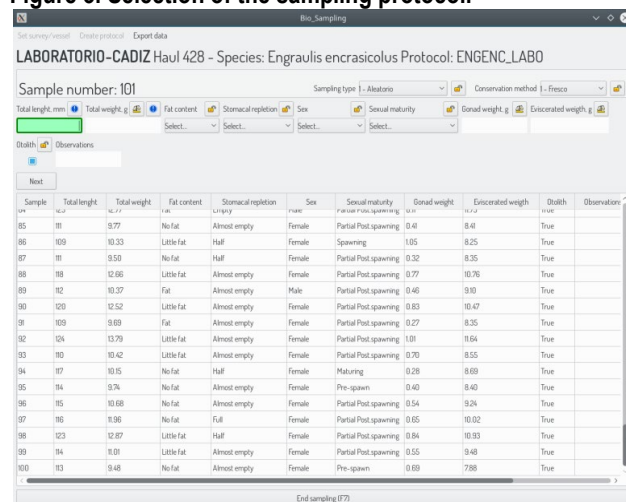 Figure 6. Selection of the sampling protocol.
Bio_Sampling
Set survey/vessel Create protocol Export data
LABORATORIO-CADIZ Haul 428 - Species: Engraulis encrasicolus Protocol: ENGENC_LABO
Sample number: 101 Sampling type 1 - Aleatorio Conservation method 1 - Fresco
Total lenght. mm Total weight. g Fat content Stomacal repletion Sex Sexual maturity Gonad weight. g Eviscerated weigth. g
Select... Select... Select... Select...
Otolith Observations
Next
Sample Total lenght Total weight Fat content Stomacal repletion Sex Sexual maturity Gonad weight Eviscerated weigth Otolith Observations
85 111 9.77 No fat Almost empty Female Partial Post.spawning 0.41 8.41 True
86 109 10.33 Little fat Half Female Spawning 1.05 8.25 True
87 111 9.50 No fat Half Female Partial Post.spawning 0.32 8.35 True
88 118 12.66 Little fat Almost empty Female Partial Post.spawning 0.77 10.76 True
89 112 10.37 Fat Almost empty Male Partial Post.spawning 0.46 9.10 True
90 120 12.52 Little fat Almost empty Female Partial Post.spawning 0.83 10.47 True
91 109 9.69 Fat Almost empty Female Partial Post.spawning 0.27 8.35 True
92 124 13.79 Little fat Almost empty Female Partial Post.spawning 1.01 11.64 True
93 110 10.42 Little fat Almost empty Female Partial Post.spawning 0.70 8.55 True
94 117 10.15 No fat Half Female Maturing 0.28 8.69 True
95 114 9.74 No fat Almost empty Female Pre-spawn 0.40 8.40 True
96 115 10.68 No fat Almost empty Female Partial Post.spawning 0.54 9.24 True
97 116 11.96 No fat Full Female Partial Post.spawning 0.65 10.02 True
98 123 12.87 Little fat Half Female Partial Post.spawning 0.84 10.93 True
99 114 11.01 Little fat Almost empty Female Partial Post.spawning 0.55 9.48 True
100 113 9.48 No fat Almost empty Female Pre-spawn 0.69 7.88 True
End sampling (F7)